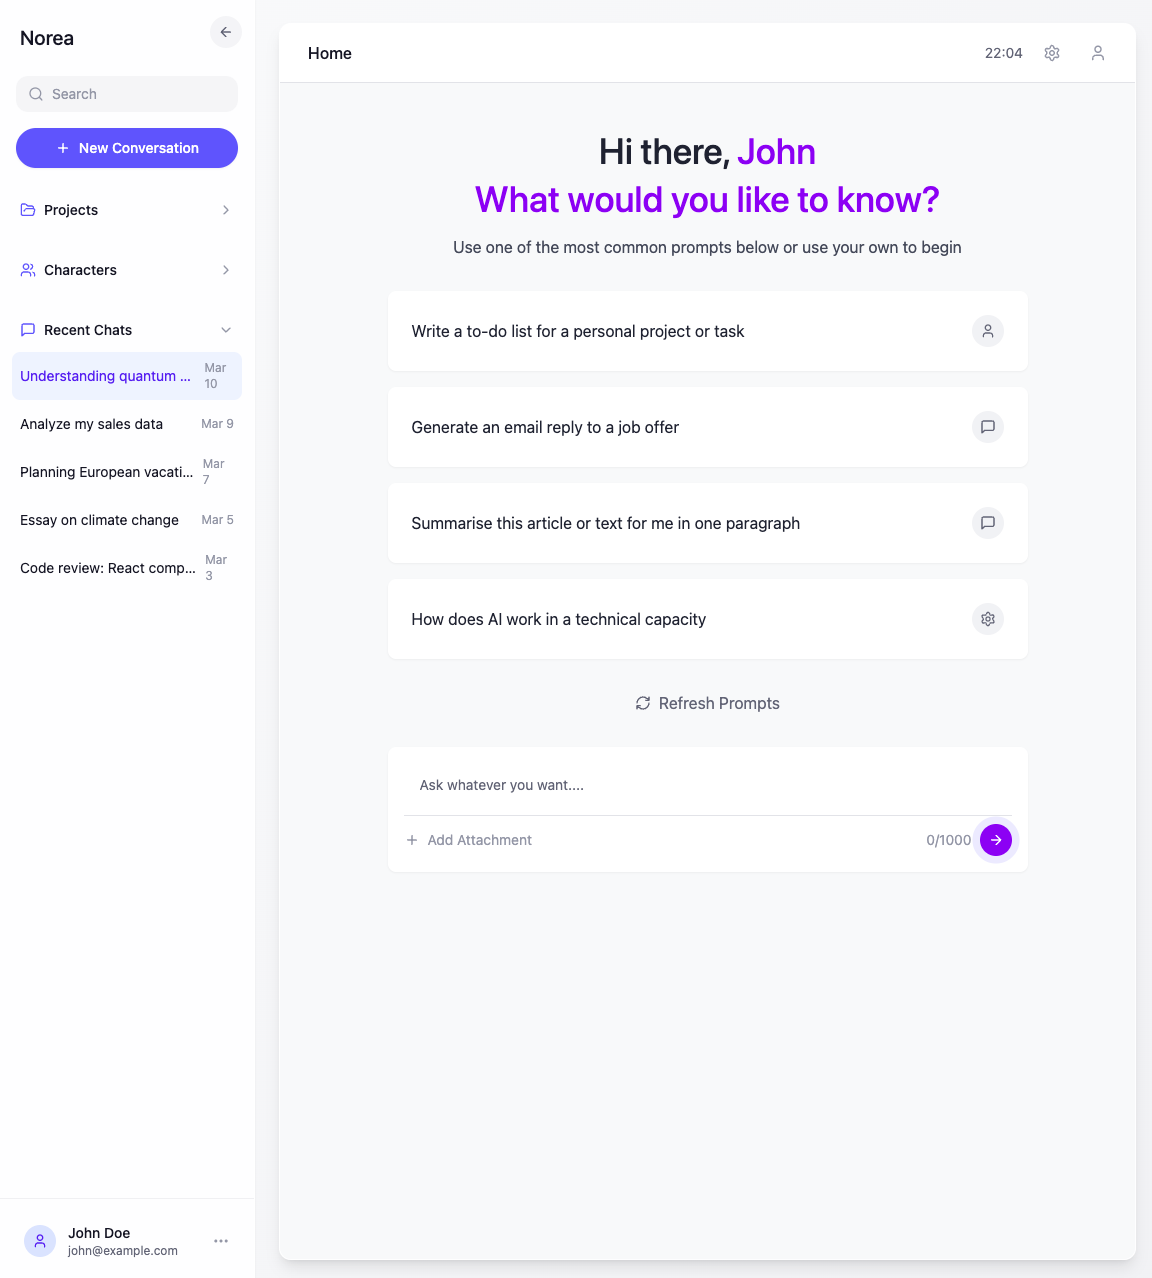 Norea
Search
New Conversation
Projects
Characters
Recent Chats
Understanding quantum ...
Mar
10
Analyze my sales data
Mar 9
Planning European vacati...
Mar
7
Essay on climate change
Mar 5
Code review: React comp...
Mar
3
John Doe
john@example.com
Home
22:04
Hi there, John
What would you like to know?
Use one of the most common prompts below or use your own to begin
Write a to-do list for a personal project or task
Generate an email reply to a job offer
Summarise this article or text for me in one paragraph
How does AI work in a technical capacity
Refresh Prompts
Ask whatever you want....
Add Attachment
0/1000